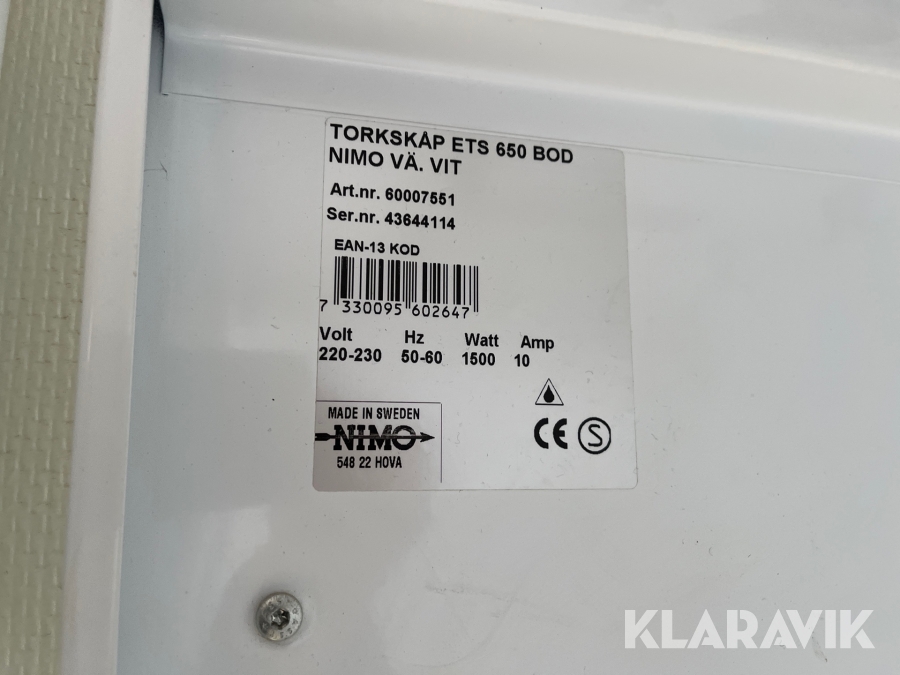 TORKSKÅP ETS 650 BOD
NIMO VÄ. VIT
Art.nr. 60007551
Ser.nr. 43644114
EAN-13 KOD
7 330095 602647
Volt Hz Watt Amp
220-230 50-60 1500 10
MADE IN SWEDEN
NIMO
548 22 HOVA
CE S
KLARAVIK